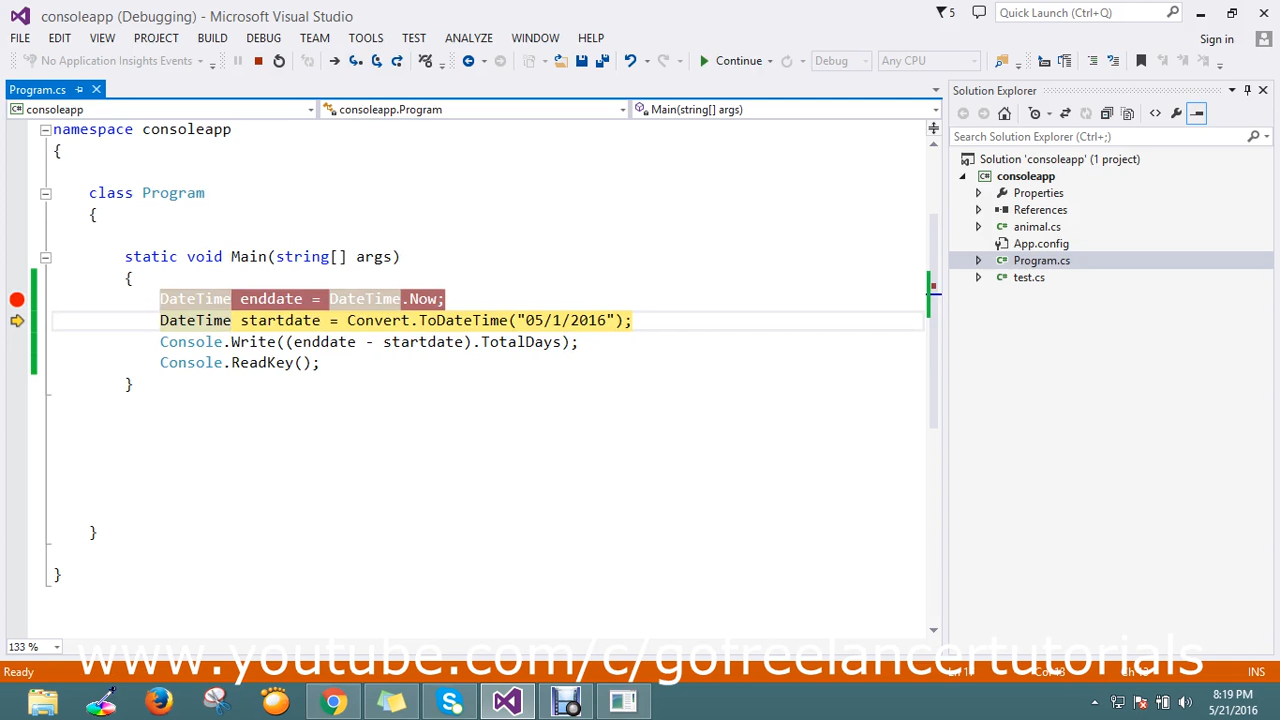 consoleapp (Debugging) - Microsoft Visual Studio
5
Quick Launch (Ctrl+Q)
FILE EDIT VIEW PROJECT BUILD DEBUG TEAM TOOLS TEST ANALYZE WINDOW HELP
Sign in
No Application Insights Events
Continue
Debug
Any CPU
Program.cs
consoleapp
consoleapp.Program
Main(string[] args)
namespace consoleapp
{
class Program
{
static void Main(string[] args)
{
DateTime enddate = DateTime.Now;
DateTime startdate = Convert.ToDateTime("05/1/2016");
Console.Write((enddate - startdate).TotalDays);
Console.ReadKey();
}
}
}
133 %
Solution Explorer
Search Solution Explorer (Ctrl+;)
Solution 'consoleapp' (1 project)
consoleapp
Properties
References
animal.cs
App.config
Program.cs
test.cs
www.youtube.com/c/gofreelancertutorials
Ready
INS
8:19 PM
5/21/2016